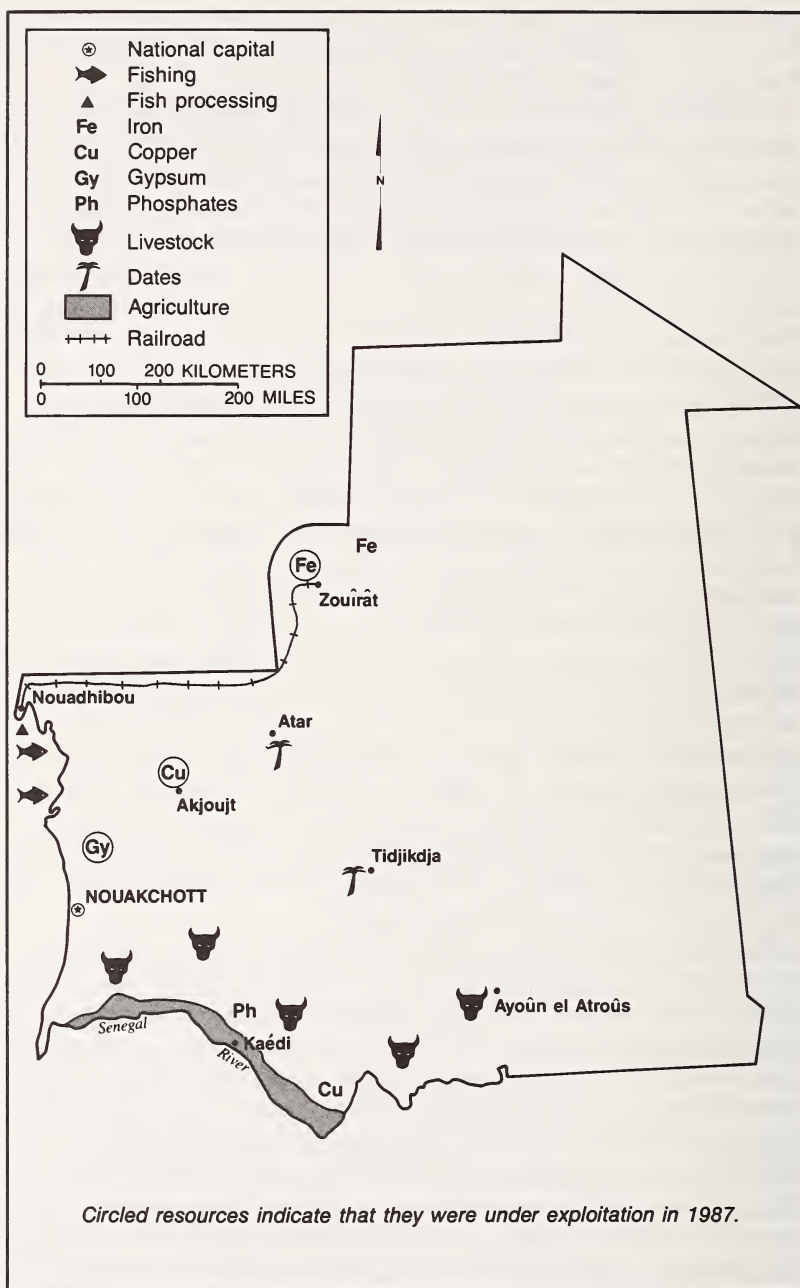 National capital
Fishing
Fish processing
Fe Iron
Cu Copper
Gy Gypsum
Ph Phosphates
Livestock
Dates
Agriculture
Railroad
0 100 200 KILOMETERS
0 100 200 MILES
N
Fe
Fe
Zouîrât
Nouadhibou
Atar
Cu
Akjoujt
Gy
Tidjikdja
NOUAKCHOTT
Ayoûn el Atroûs
Ph
Senegal
Kaédi
River
Cu
Circled resources indicate that they were under exploitation in 1987.